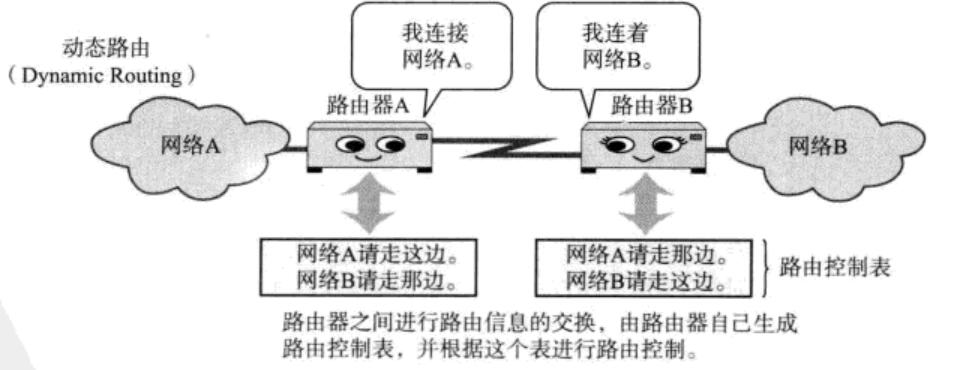 动态路由
（Dynamic Routing）
我连接
网络A。
我连着
网络B。
路由器A
路由器B
网络A
网络B
网络A请走这边。
网络B请走那边。
网络A请走那边。
网络B请走这边。
路由控制表
路由器之间进行路由信息的交换，由路由器自己生成
路由控制表，并根据这个表进行路由控制。